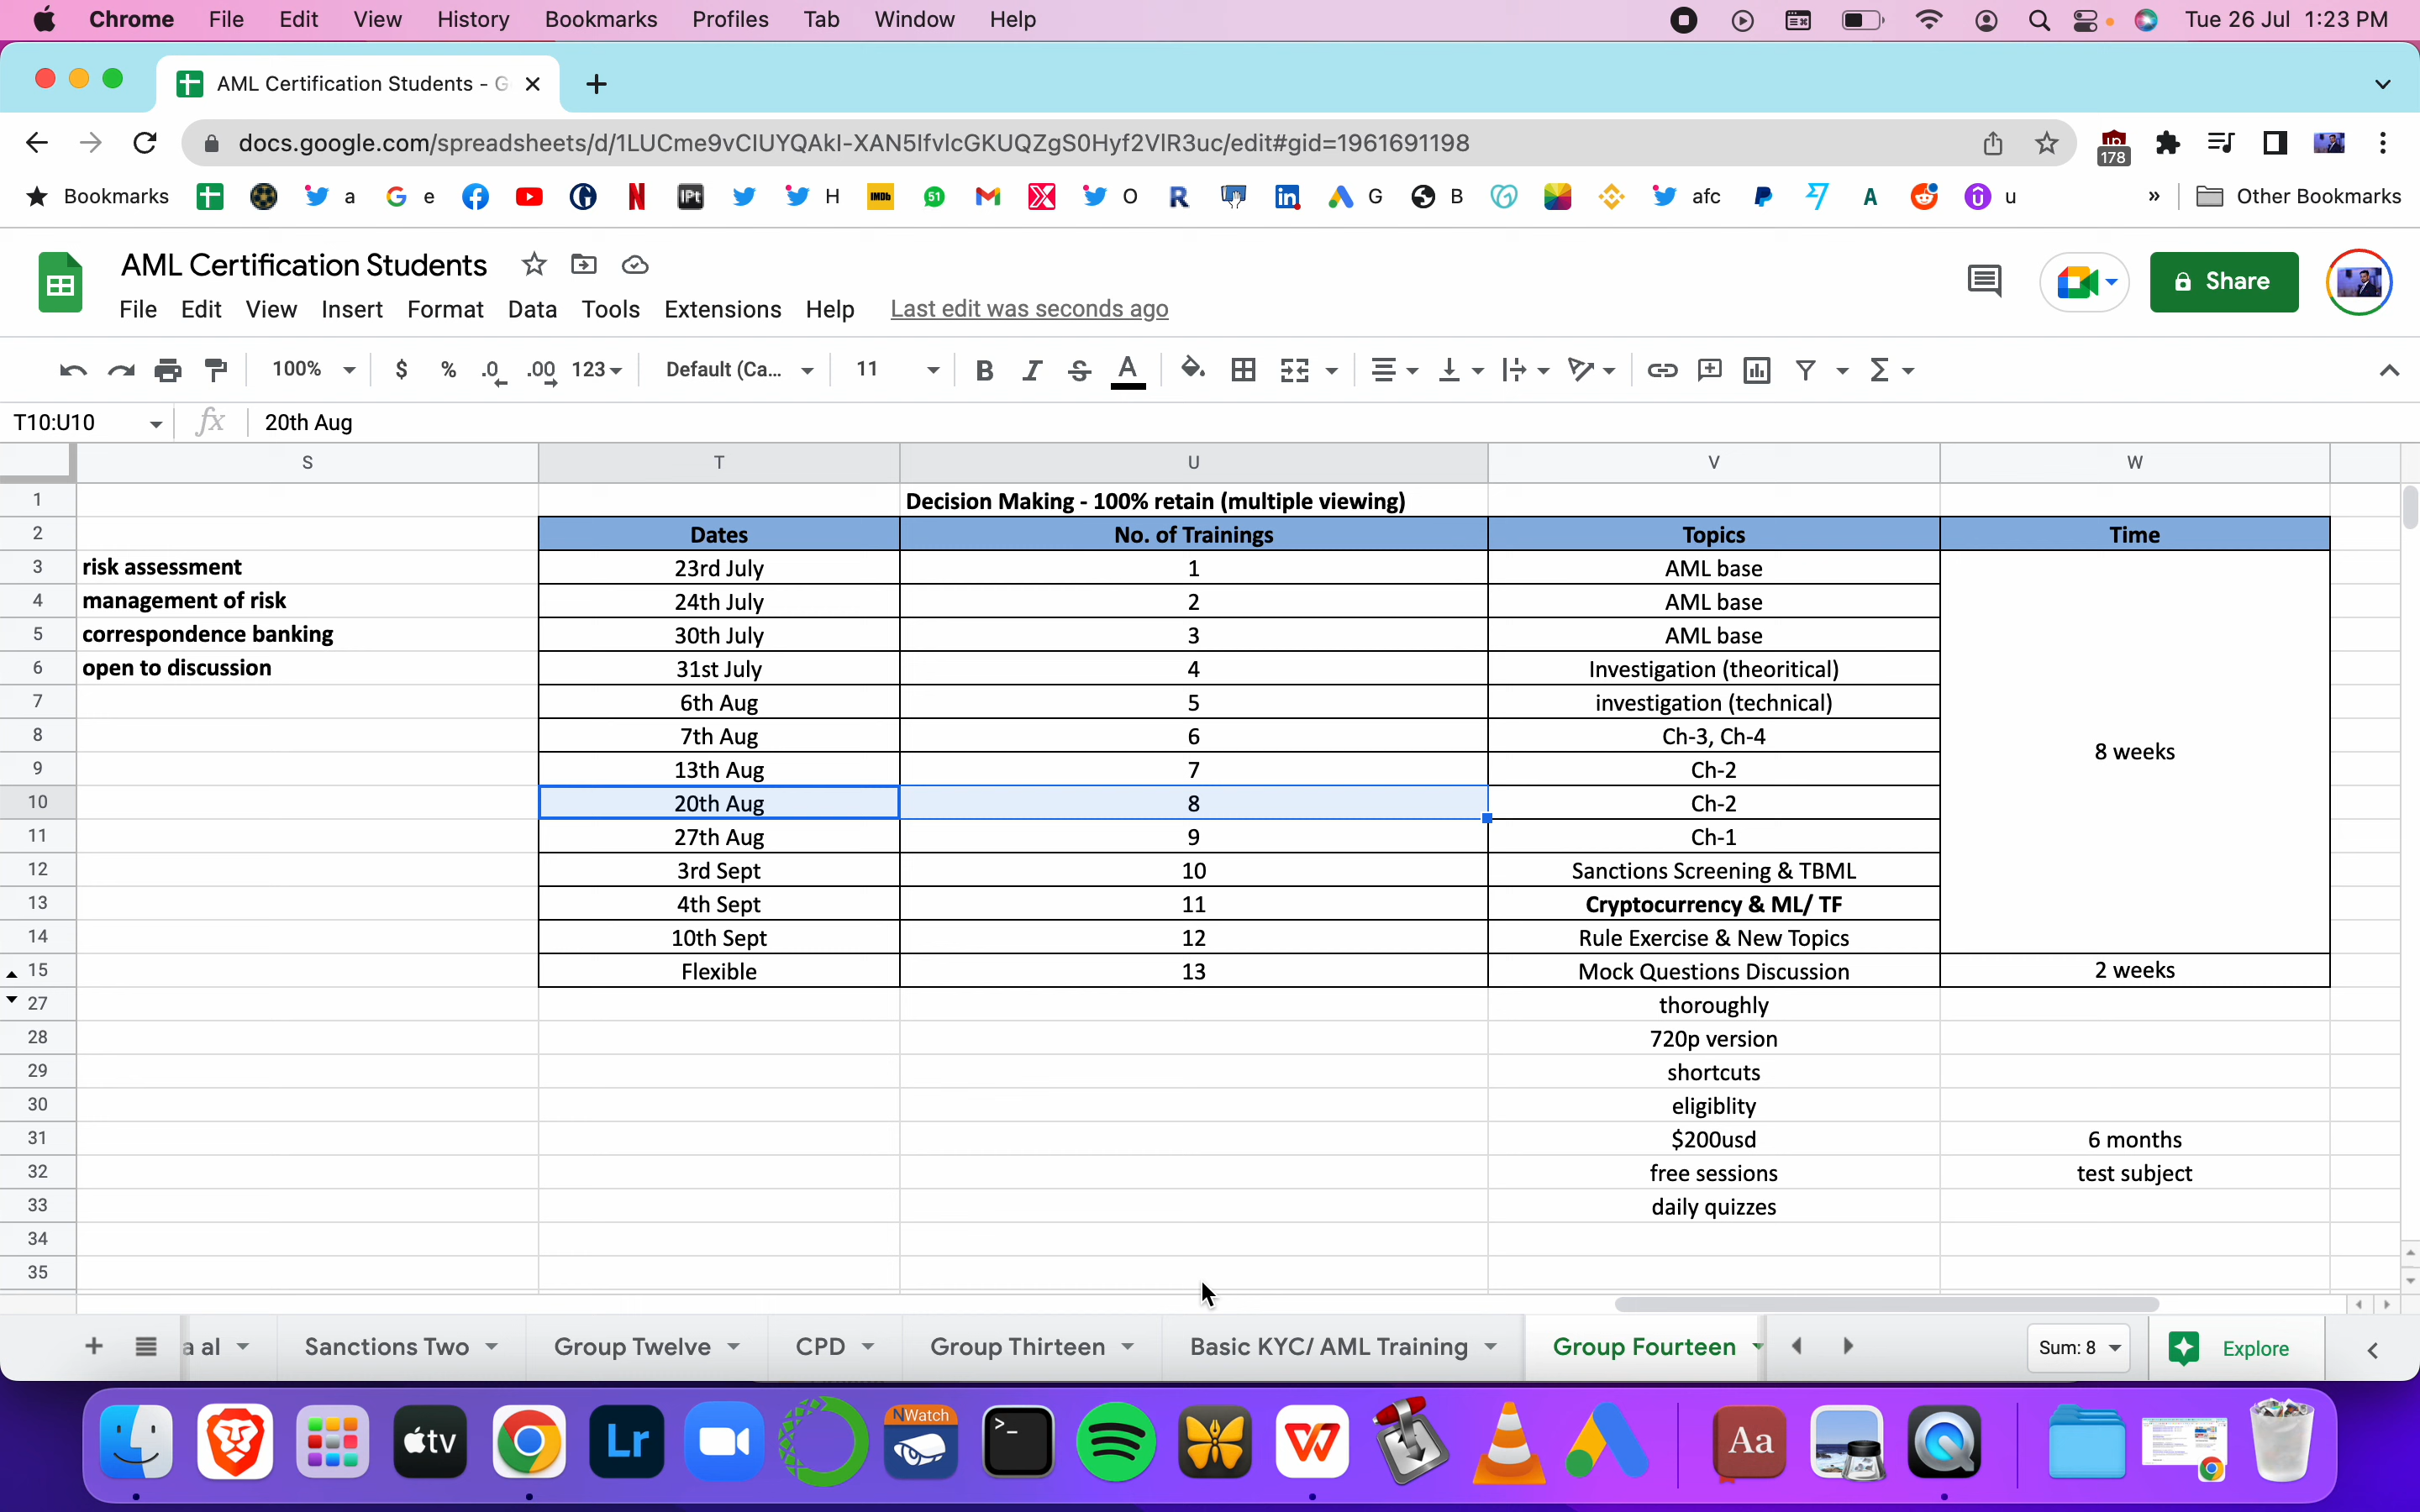 Chrome File Edit View History Bookmarks Profiles Tab Window Help Tue 26 Jul 1:23 PM
AML Certification Students - G
docs.google.com/spreadsheets/d/1LUCme9vCIUYQAkI-XAN5IfvlcGKUQZgS0Hyf2VlR3uc/edit#gid=1961691198 178
Bookmarks a G e N IPt H IMDb 51 O R in G B afc A u » Other Bookmarks
AML Certification Students
File Edit View Insert Format Data Tools Extensions Help Last edit was seconds ago Share
100% $ % .0 .00 123 Default (Ca... 11 B I S A Σ
T10:U10 fx 20th Aug
S T U V W
1 Decision Making - 100% retain (multiple viewing)
2 Dates No. of Trainings Topics Time
3 risk assessment 23rd July 1 AML base
4 management of risk 24th July 2 AML base
5 correspondence banking 30th July 3 AML base
6 open to discussion 31st July 4 Investigation (theoritical)
7 6th Aug 5 investigation (technical)
8 7th Aug 6 Ch-3, Ch-4
8 weeks
9 13th Aug 7 Ch-2
10 20th Aug 8 Ch-2
11 27th Aug 9 Ch-1
12 3rd Sept 10 Sanctions Screening & TBML
13 4th Sept 11 Cryptocurrency & ML/ TF
14 10th Sept 12 Rule Exercise & New Topics
15 Flexible 13 Mock Questions Discussion 2 weeks
27 thoroughly
28 720p version
29 shortcuts
30 eligiblity
31 $200usd 6 months
32 free sessions test subject
33 daily quizzes
34
35
a al Sanctions Two Group Twelve CPD Group Thirteen Basic KYC/ AML Training Group Fourteen Sum: 8 Explore
tv Lr NWatch >_ W Aa